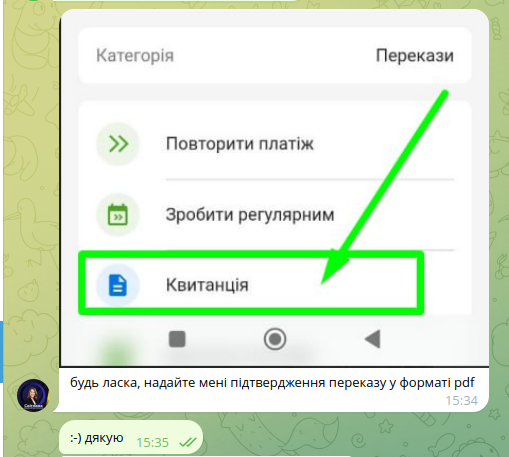 Категорія Перекази
Повторити платіж
Зробити регулярним
Квитанція
будь ласка, надайте мені підтвердження переказу у форматі pdf
15:34
:-) дякую 15:35